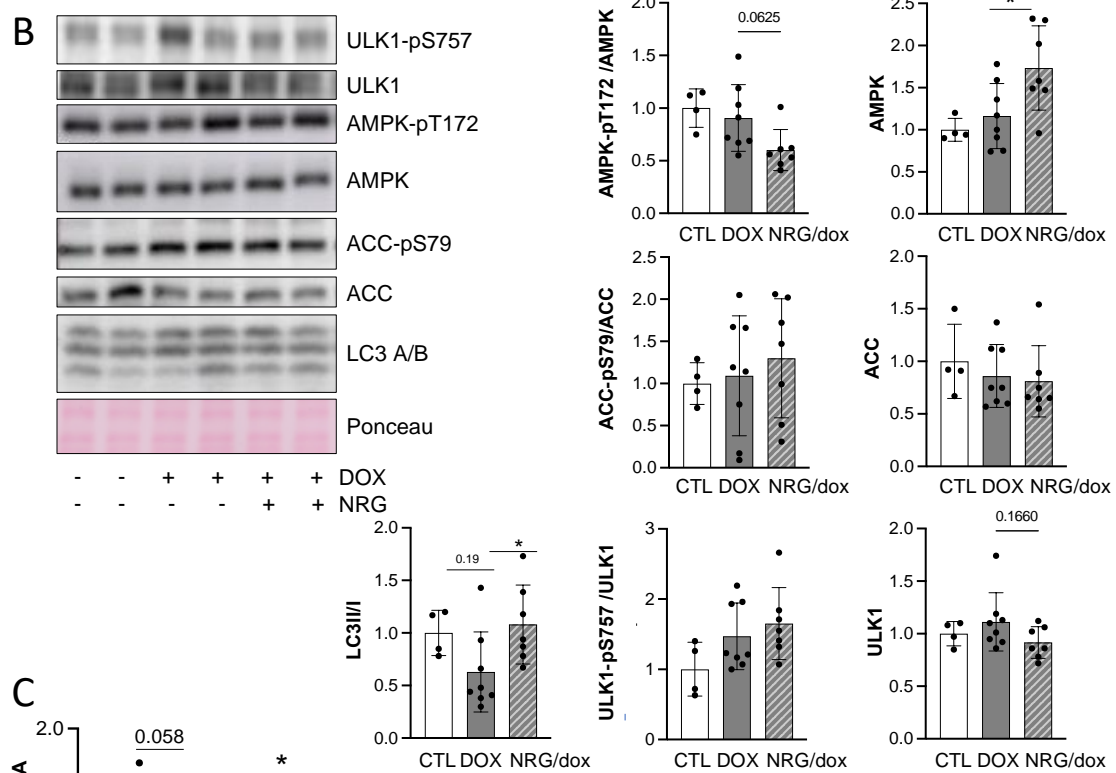 B
ULK1-pS757
ULK1
AMPK-pT172
AMPK
ACC-pS79
ACC
LC3 A/B
Ponceau
- - + + + + DOX
- - - - + + NRG
AMPK-pT172 /AMPK
2.0
1.5
1.0
0.5
0.0
0.0625
CTL DOX NRG/dox
AMPK
2.5
2.0
1.5
1.0
0.5
0.0
*
CTL DOX NRG/dox
ACC-pS79/ACC
2.5
2.0
1.5
1.0
0.5
0.0
CTL DOX NRG/dox
ACC
2.0
1.5
1.0
0.5
0.0
CTL DOX NRG/dox
LC3II/I
2.0
1.5
1.0
0.5
0.0
0.19
*
CTL DOX NRG/dox
ULK1-pS757 /ULK1
3
2
1
0
CTL DOX NRG/dox
ULK1
2.0
1.5
1.0
0.5
0.0
0.1660
CTL DOX NRG/dox
C
2.0
0.058
*